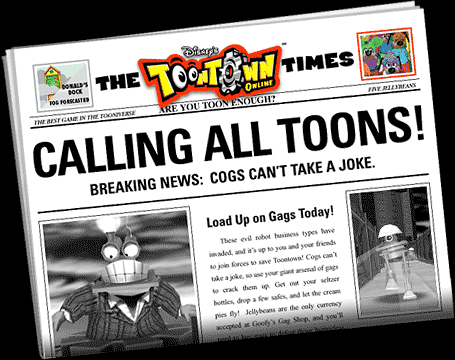 DONALD'S
DOCK
FOG FORECASTED
THE
Disney's
TOONTOWN
ONLINE
™
TIMES
THE BEST GAME IN THE TOONIVERSE
ARE YOU TOON ENOUGH?
FIVE JELLYBEANS
CALLING ALL TOONS!
BREAKING NEWS: COGS CAN'T TAKE A JOKE.
Load Up on Gags Today!
These evil robot business types have
invaded, and it's up to you and your friends
to join forces to save Toontown! Cogs can't
take a joke, so use your giant arsenal of gags
to crack them up. Get out your seltzer
bottles, drop a few safes, and let the cream
pies fly! Jellybeans are the only currency
accepted at Goofy's Gag Shop, and you'll